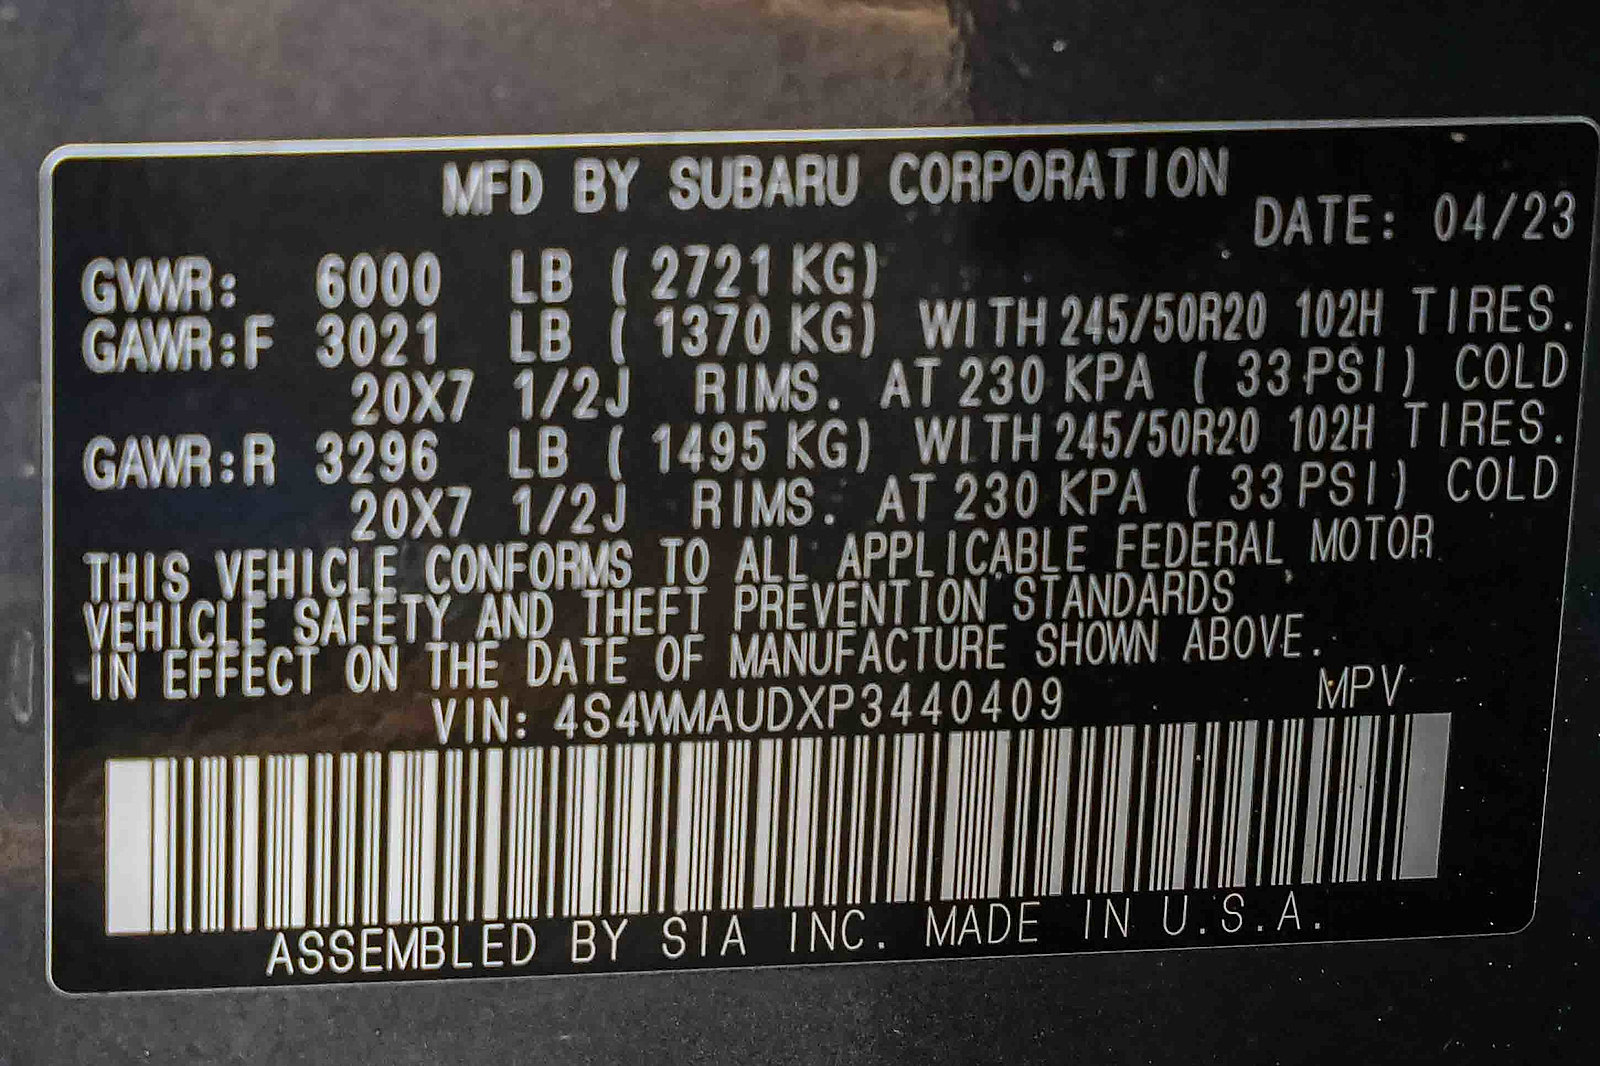 MFD BY SUBARU CORPORATION
DATE: 04/23
GVWR: 6000 LB ( 2721 KG)
GAWR:F 3021 LB ( 1370 KG) WITH 245/50R20 102H TIRES.
20X7 1/2J RIMS. AT 230 KPA ( 33 PSI) COLD
GAWR:R 3296 LB ( 1495 KG) WITH 245/50R20 102H TIRES.
20X7 1/2J RIMS. AT 230 KPA ( 33 PSI) COLD
THIS VEHICLE CONFORMS TO ALL APPLICABLE FEDERAL MOTOR
VEHICLE SAFETY AND THEFT PREVENTION STANDARDS
IN EFFECT ON THE DATE OF MANUFACTURE SHOWN ABOVE.
VIN: 4S4WMAUDXP3440409 MPV
ASSEMBLED BY SIA INC. MADE IN U.S.A.